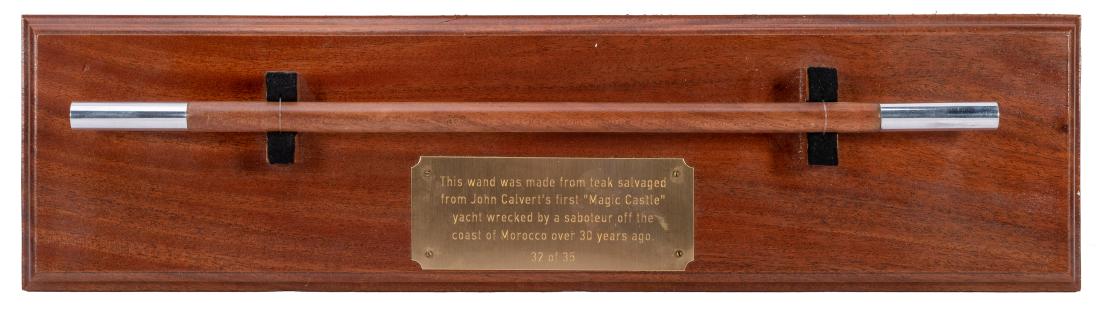 This wand was made from teak salvaged
from John Calvert's first "Magic Castle"
yacht wrecked by a saboteur off the
coast of Morocco over 30 years ago.
32 of 35